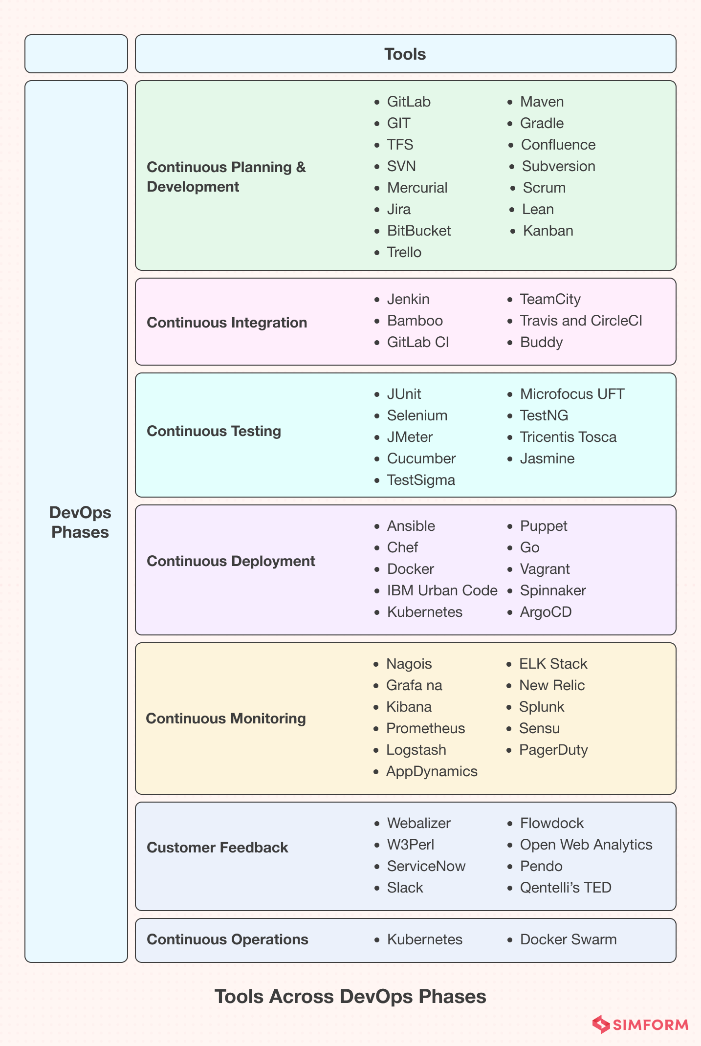 Tools
DevOps
Phases
Continuous Planning &
Development
• GitLab
• GIT
• TFS
• SVN
• Mercurial
• Jira
• BitBucket
• Trello
• Maven
• Gradle
• Confluence
• Subversion
• Scrum
• Lean
• Kanban
Continuous Integration
• Jenkin
• Bamboo
• GitLab CI
• TeamCity
• Travis and CircleCI
• Buddy
Continuous Testing
• JUnit
• Selenium
• JMeter
• Cucumber
• TestSigma
• Microfocus UFT
• TestNG
• Tricentis Tosca
• Jasmine
Continuous Deployment
• Ansible
• Chef
• Docker
• IBM Urban Code
• Kubernetes
• Puppet
• Go
• Vagrant
• Spinnaker
• ArgoCD
Continuous Monitoring
• Nagois
• Grafa na
• Kibana
• Prometheus
• Logstash
• AppDynamics
• ELK Stack
• New Relic
• Splunk
• Sensu
• PagerDuty
Customer Feedback
• Webalizer
• W3Perl
• ServiceNow
• Slack
• Flowdock
• Open Web Analytics
• Pendo
• Qentelli’s TED
Continuous Operations
• Kubernetes
• Docker Swarm
Tools Across DevOps Phases
SIMFORM